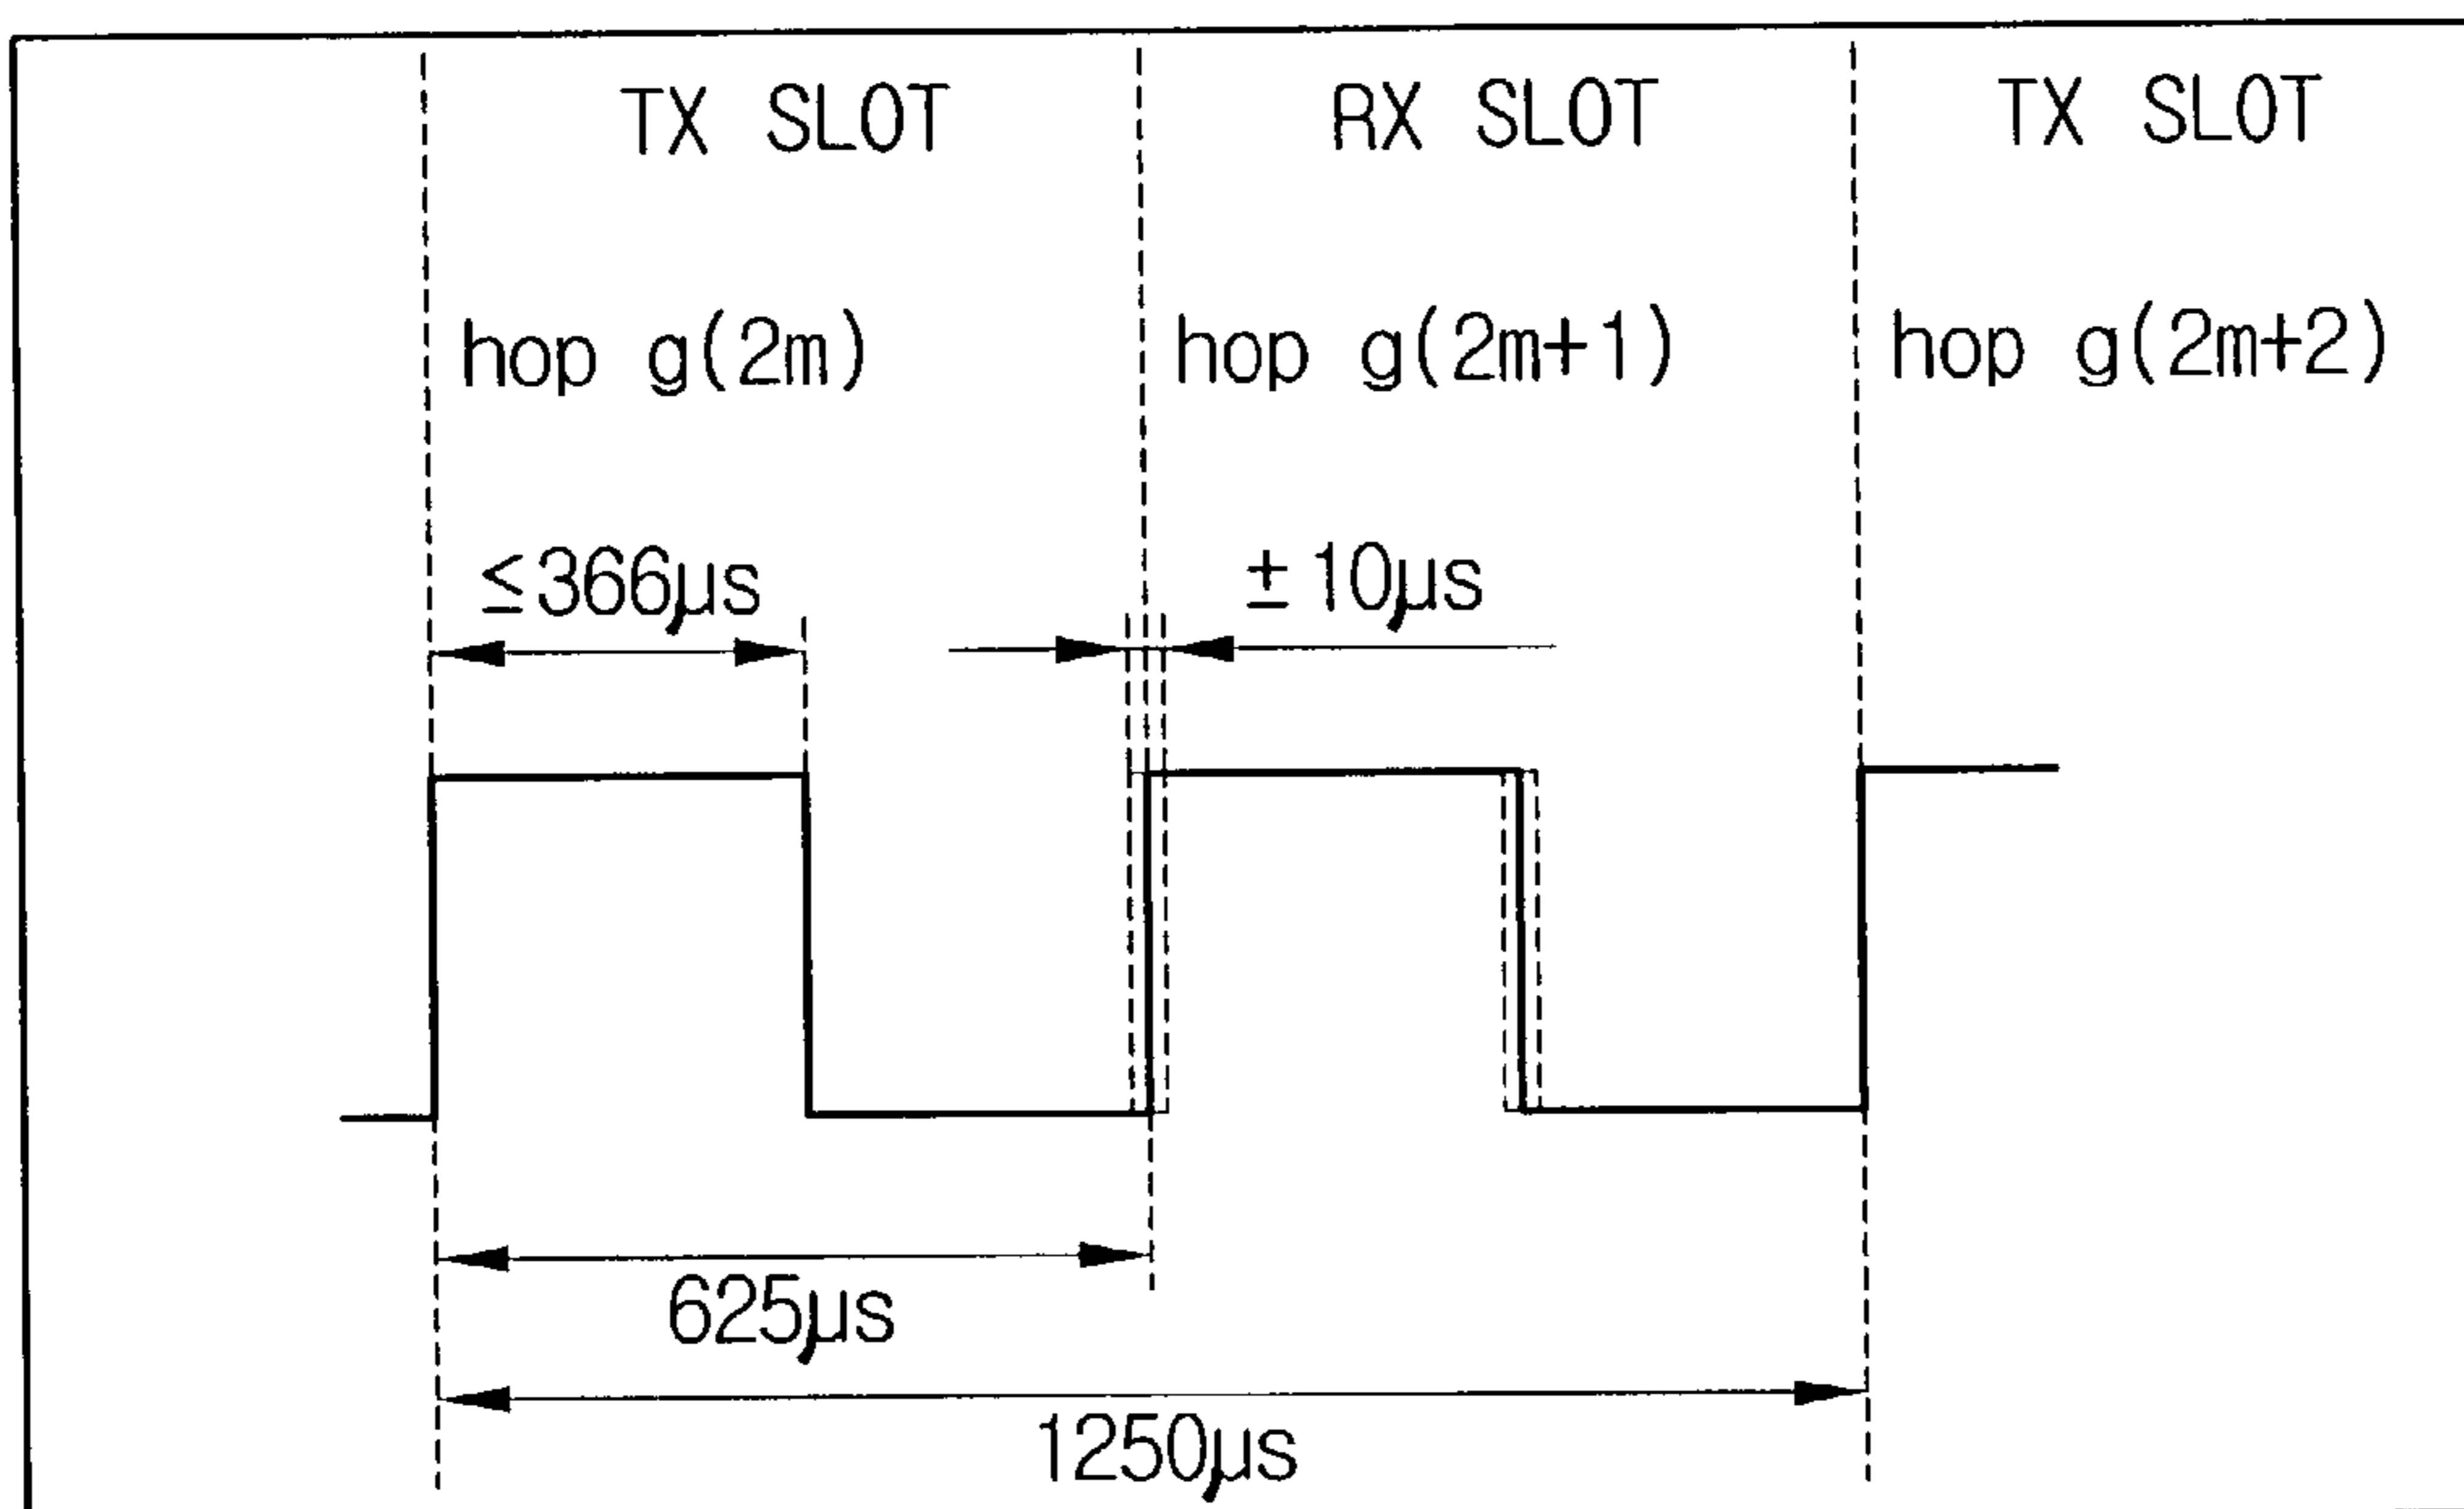 TX SLOT RX SLOT TX SLOT
hop g(2m) hop g(2m+1) hop g(2m+2)
≤366µs ±10µs
625µs
1250µs